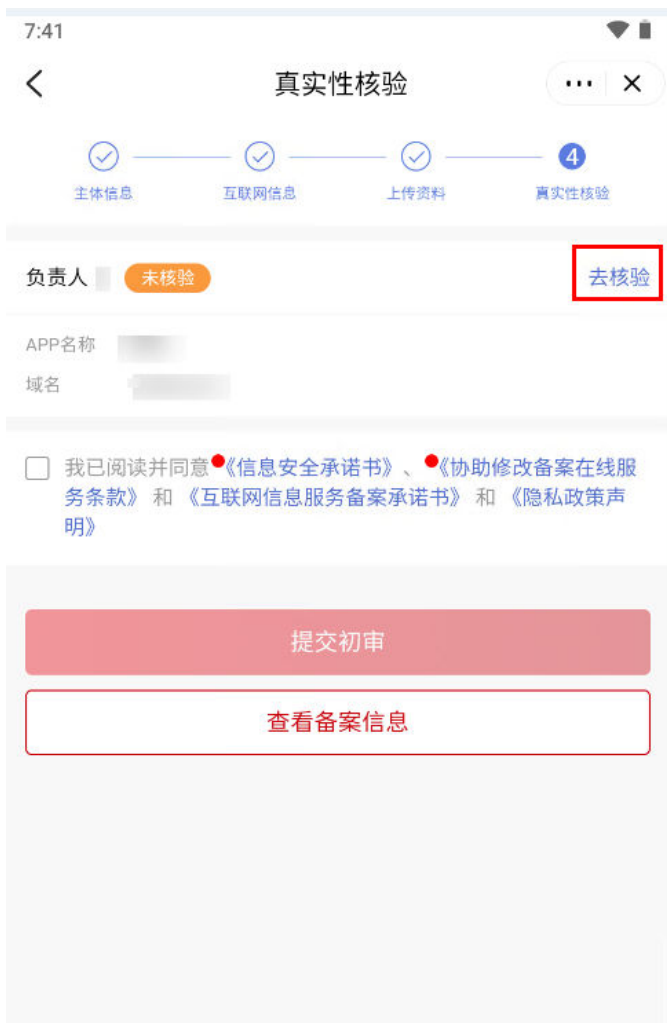 7:41
真实性核验
4
主体信息 互联网信息 上传资料 真实性核验
负责人 未核验 去核验
APP名称
域名
我已阅读并同意《信息安全承诺书》、《协助修改备案在线服
务条款》 和 《互联网信息服务备案承诺书》 和 《隐私政策声
明》
提交初审
查看备案信息